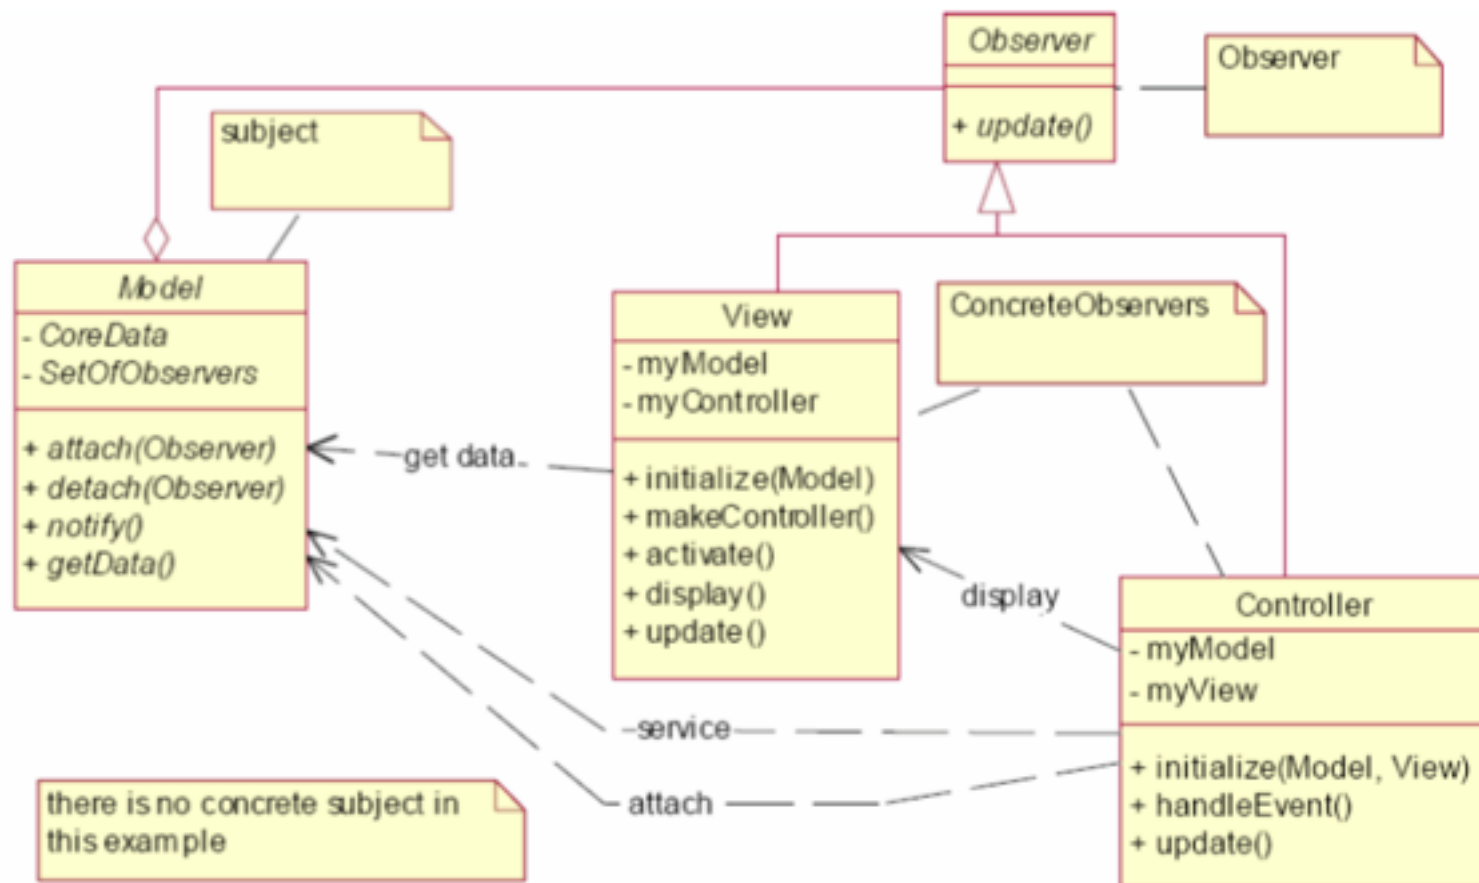 Observer
+ update()
Observer
subject
Model
- CoreData
- SetOfObservers
+ attach(Observer)
+ detach(Observer)
+ notify()
+ getData()
View
- myModel
- myController
+ initialize(Model)
+ makeController()
+ activate()
+ display()
+ update()
ConcreteObservers
get data
display
service
attach
Controller
- myModel
- myView
+ initialize(Model, View)
+ handleEvent()
+ update()
there is no concrete subject in
this example